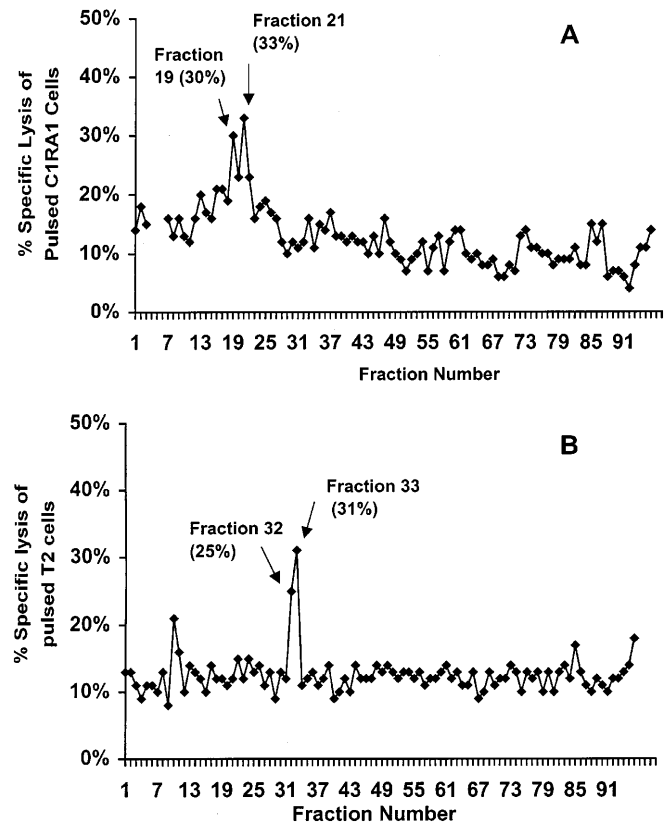 50%
A
Fraction 21
(33%)
Fraction
19 (30%)
40%
30%
20%
10%
0%
% Specific Lysis of
Pulsed C1RA1 Cells
1 7 13 19 25 31 37 43 49 55 61 67 73 79 85 91
Fraction Number
50%
B
40%
Fraction 33
(31%)
Fraction 32
(25%)
30%
20%
10%
0%
% Specific lysis of
pulsed T2 cells
1 7 13 19 25 31 37 43 49 55 61 67 73 79 85 91
Fraction Number